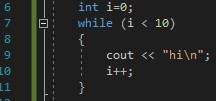 6 int i=0;
7 while (i < 10)
8 {
9 cout << "hi\n";
10 i++;
11 }